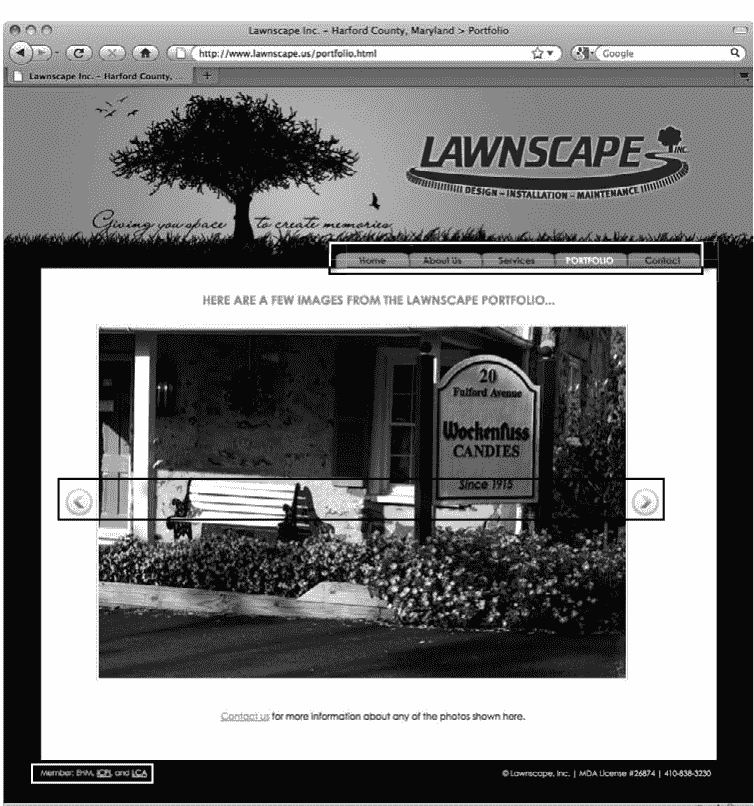 Lawnscape Inc. – Harford County, Maryland > Portfolio
http://www.lawnscape.us/portfolio.html
Google
Lawnscape Inc. – Harford County,
LAWNSCAPE INC.
DESIGN – INSTALLATION – MAINTENANCE
Giving you space to create memories
Home About Us Services PORTFOLIO Contact
HERE ARE A FEW IMAGES FROM THE LAWNSCAPE PORTFOLIO...
20
Fulford Avenue
Wockenfuss
CANDIES
Since 1915
Contact us for more information about any of the photos shown here.
Member: EHM, ICPI, and LCA
© Lawnscape, Inc. | MDA License #26874 | 410-838-3230